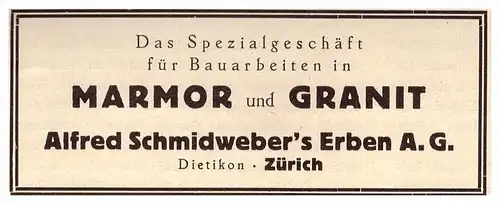 Das Spezialgeschäft
für Bauarbeiten in
MARMOR und GRANIT
Alfred Schmidweber's Erben A.G.
Dietikon · Zürich